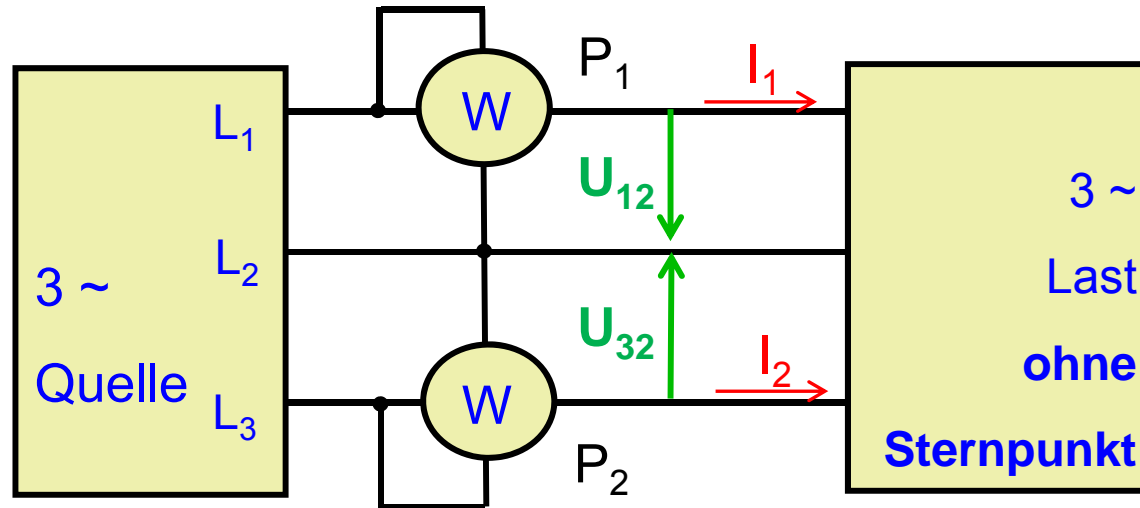 P₁
I₁
L₁
W
U₁₂
3 ~
L₂
3 ~
Last
U₃₂
Quelle
I₂
ohne
L₃
W
Sternpunkt
P₂